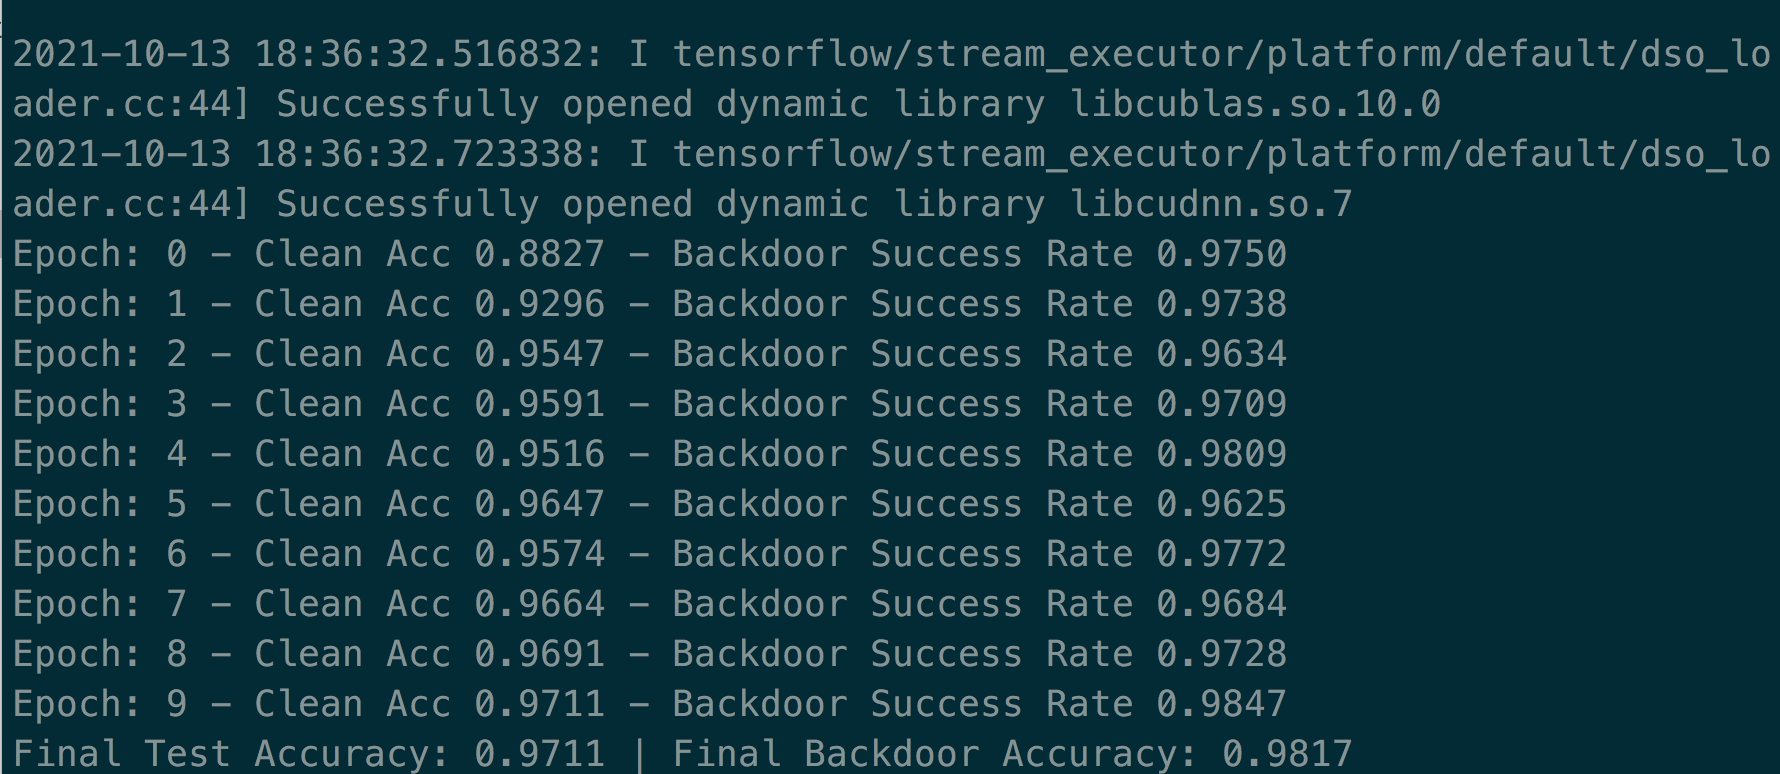 2021-10-13 18:36:32.516832: I tensorflow/stream_executor/platform/default/dso_lo
ader.cc:44] Successfully opened dynamic library libcublas.so.10.0
2021-10-13 18:36:32.723338: I tensorflow/stream_executor/platform/default/dso_lo
ader.cc:44] Successfully opened dynamic library libcudnn.so.7
Epoch: 0 - Clean Acc 0.8827 - Backdoor Success Rate 0.9750
Epoch: 1 - Clean Acc 0.9296 - Backdoor Success Rate 0.9738
Epoch: 2 - Clean Acc 0.9547 - Backdoor Success Rate 0.9634
Epoch: 3 - Clean Acc 0.9591 - Backdoor Success Rate 0.9709
Epoch: 4 - Clean Acc 0.9516 - Backdoor Success Rate 0.9809
Epoch: 5 - Clean Acc 0.9647 - Backdoor Success Rate 0.9625
Epoch: 6 - Clean Acc 0.9574 - Backdoor Success Rate 0.9772
Epoch: 7 - Clean Acc 0.9664 - Backdoor Success Rate 0.9684
Epoch: 8 - Clean Acc 0.9691 - Backdoor Success Rate 0.9728
Epoch: 9 - Clean Acc 0.9711 - Backdoor Success Rate 0.9847
Final Test Accuracy: 0.9711 | Final Backdoor Accuracy: 0.9817